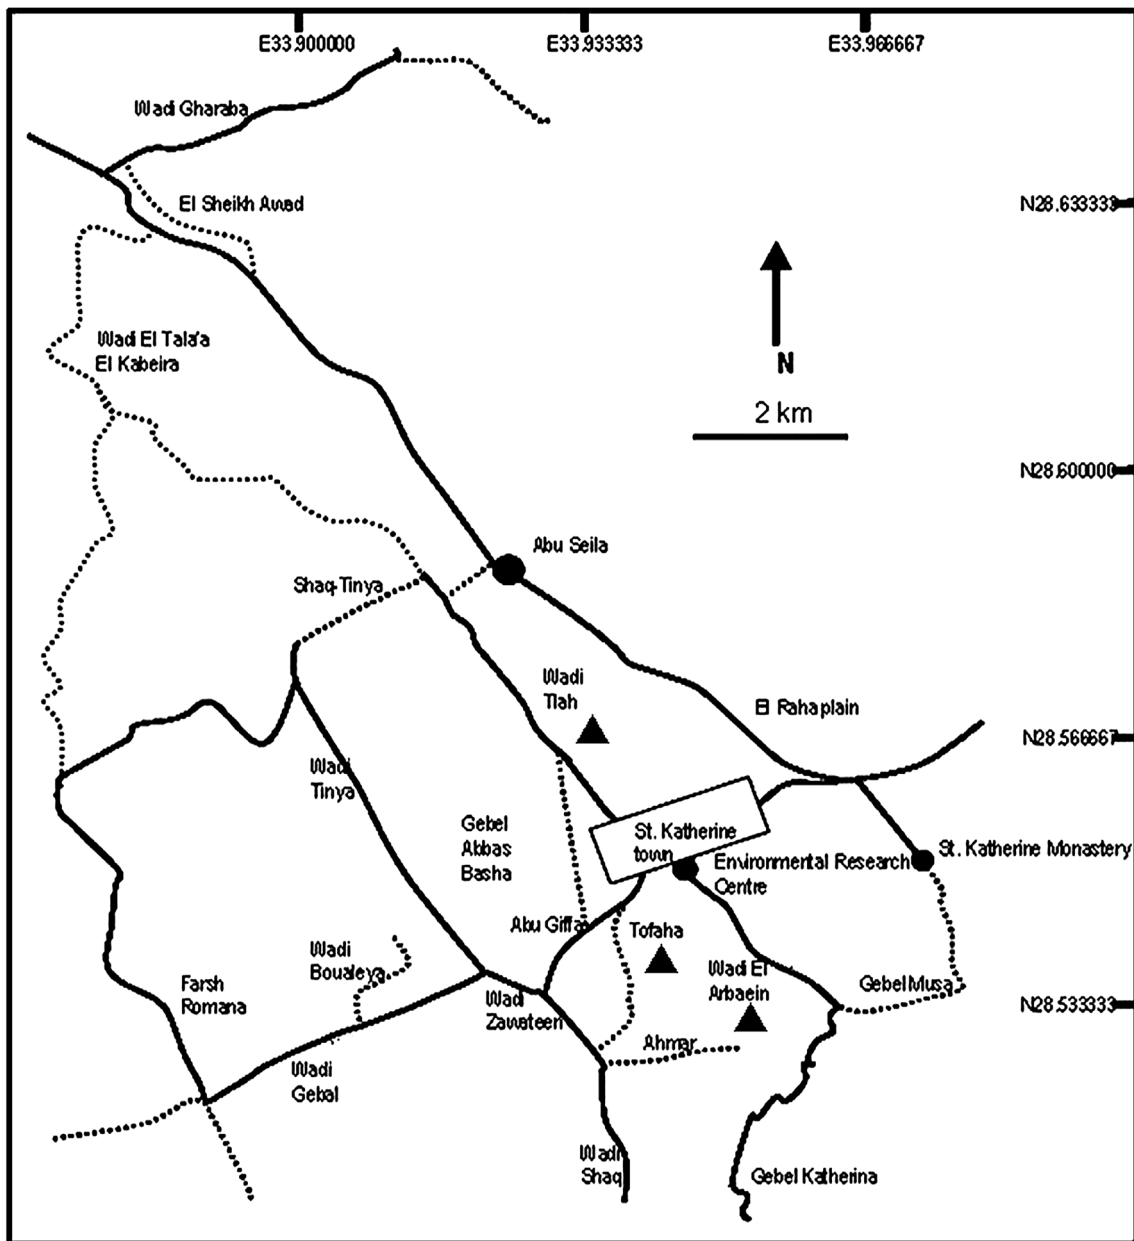 E33.900000
E33.933333
E33.966667
Wadi Gharaba
El Sheikh Awad
N28.633333
Wadi El Tala'a
El Kabeira
N
2 km
N28.600000
Abu Seila
Shaq-Tinya
Wadi
Tlah
El Rahaplain
N28.566667
Wadi
Tinya
Gebel
Abbas
Basha
St. Katherine
town
Environmental Research
Centre
St. Katherine Monastery
Abu Giffa
Tofaha
Wadi
Boualeya
Wadi El
Arbaein
Gebel Musa
Farsh
Romana
Wadi
Zawateen
N28.533333
Ahmar
Wadi
Gebal
Wadi
Shaq
Gebel Katherina